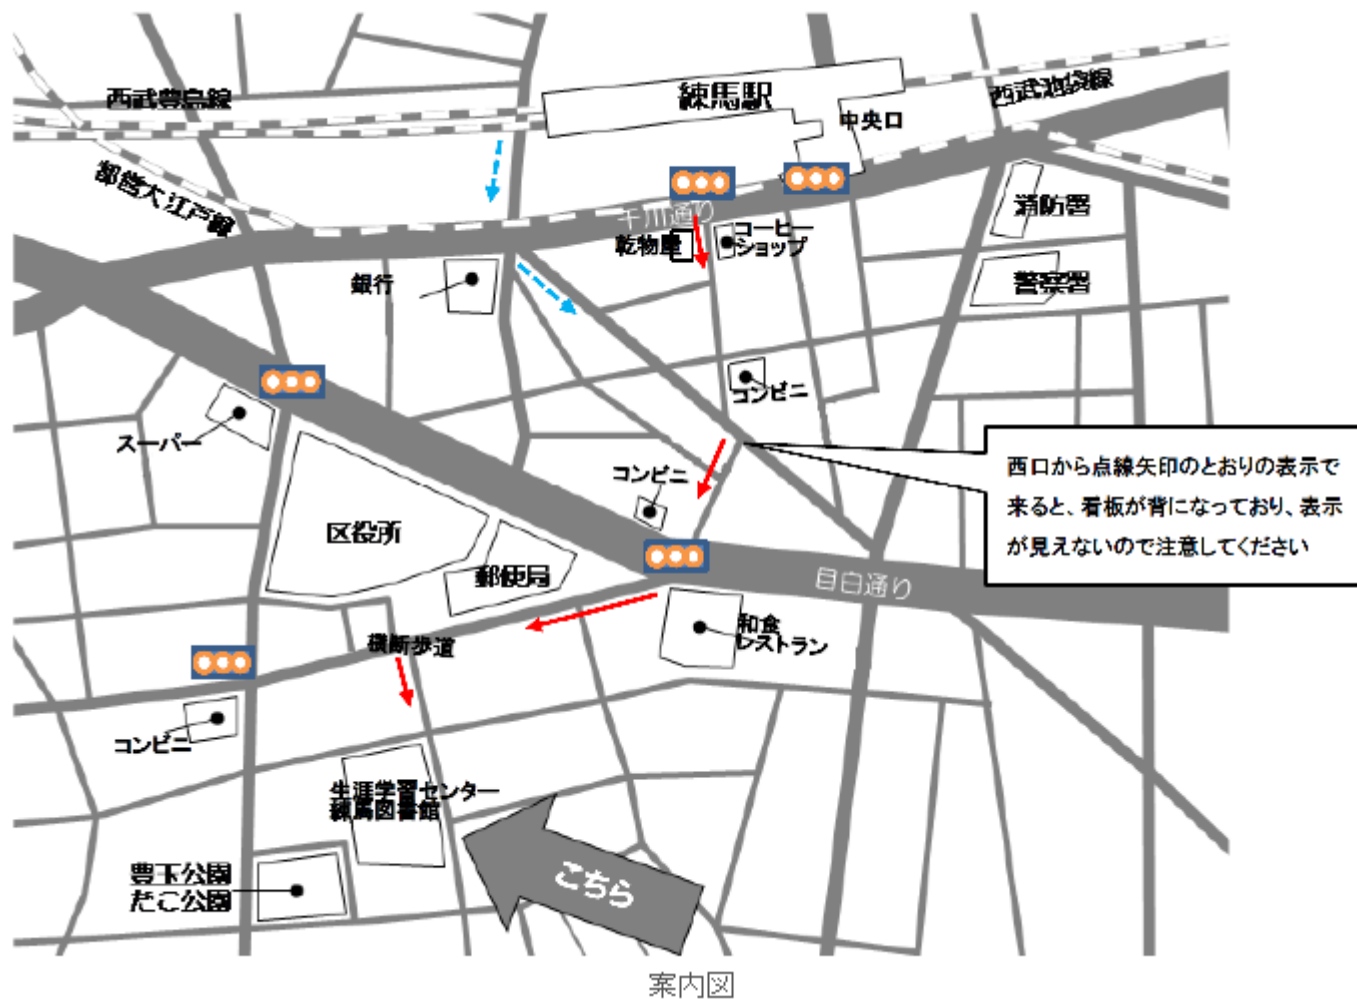 西武豊島線
練馬駅
西武池袋線
中央口
都営大江戸線
千川通り
消防署
コーヒー
ショップ
乾物屋
警察署
銀行
コンビニ
スーパー
コンビニ
西口から点線矢印のとおりの表示で
来ると、看板が背になっており、表示
が見えないので注意してください
区役所
郵便局
目白通り
和食
レストラン
横断歩道
コンビニ
生涯学習センター
練馬図書館
豊玉公園
たこ公園
こちら
案内図